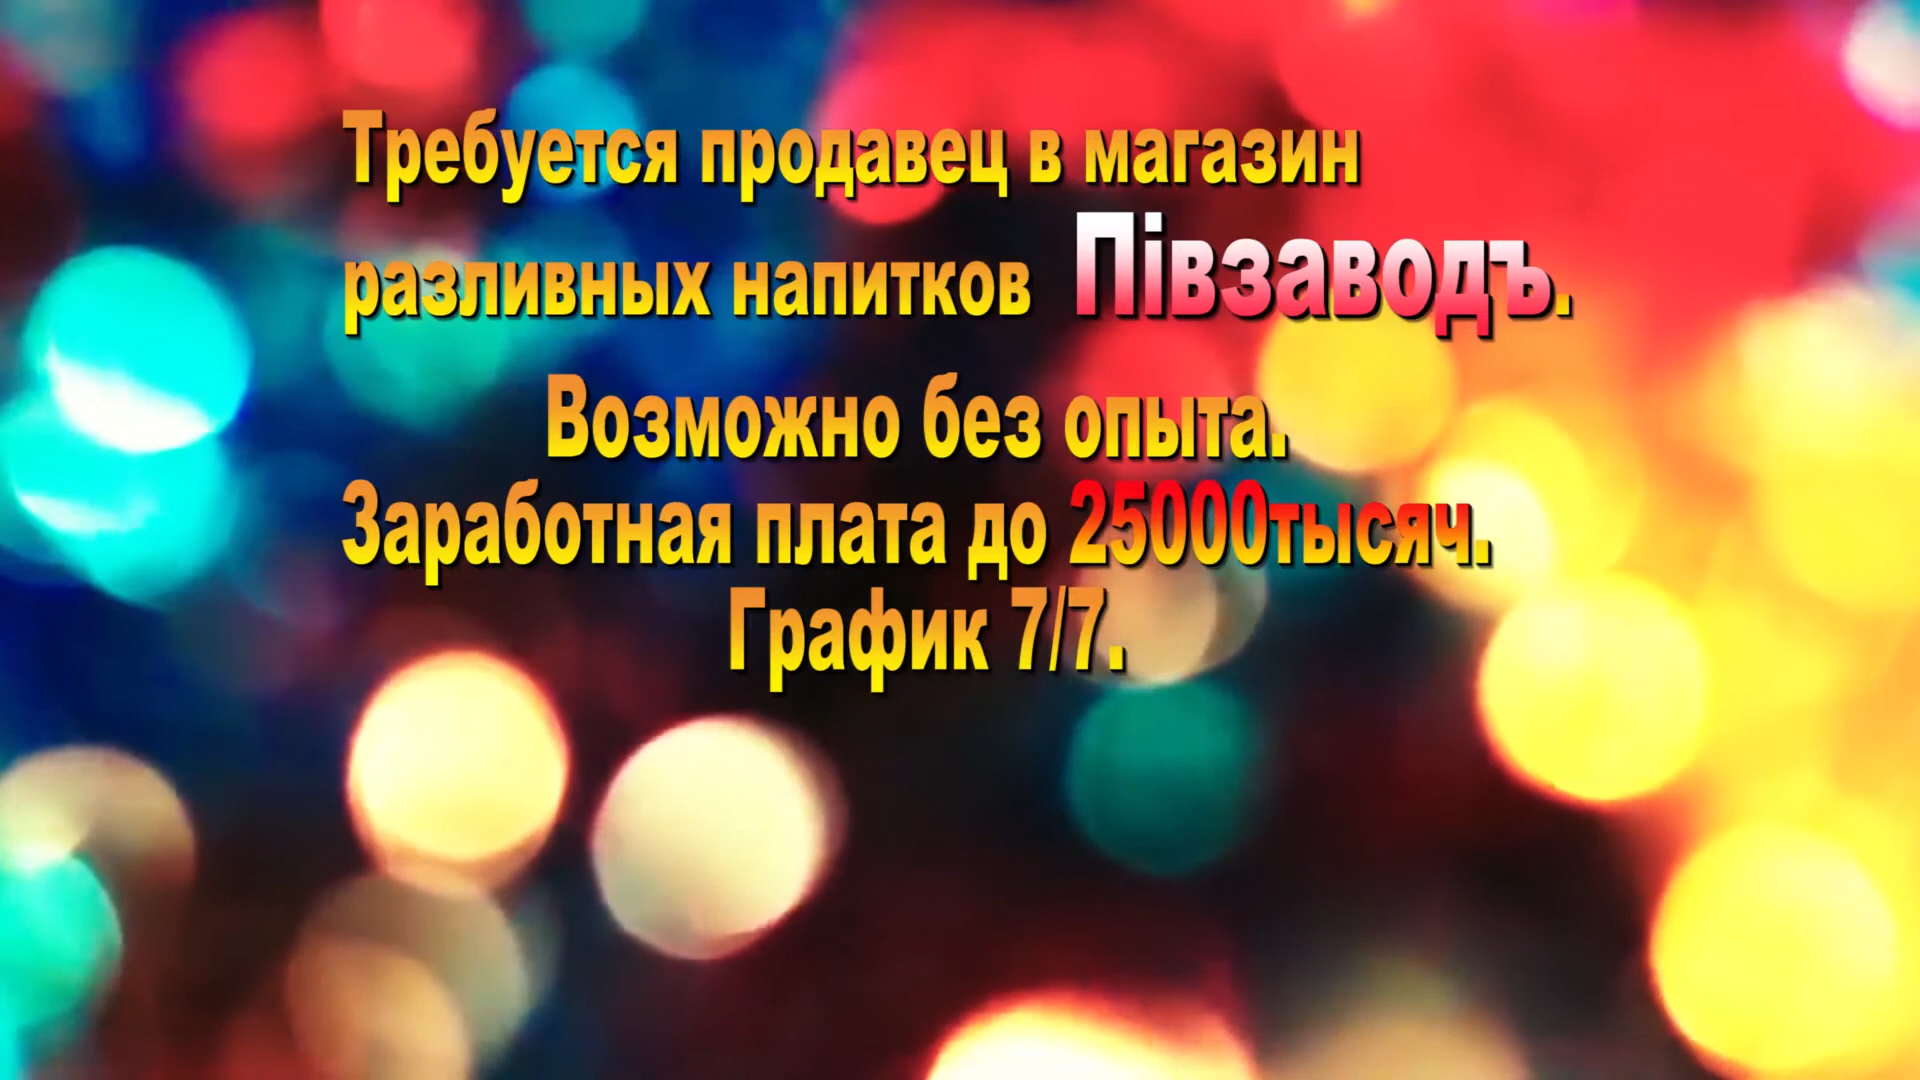 Требуется продавец в магазин
разливных напитков Півзаводъ.
Возможно без опыта.
Заработная плата до 25000тысяч.
График 7/7.